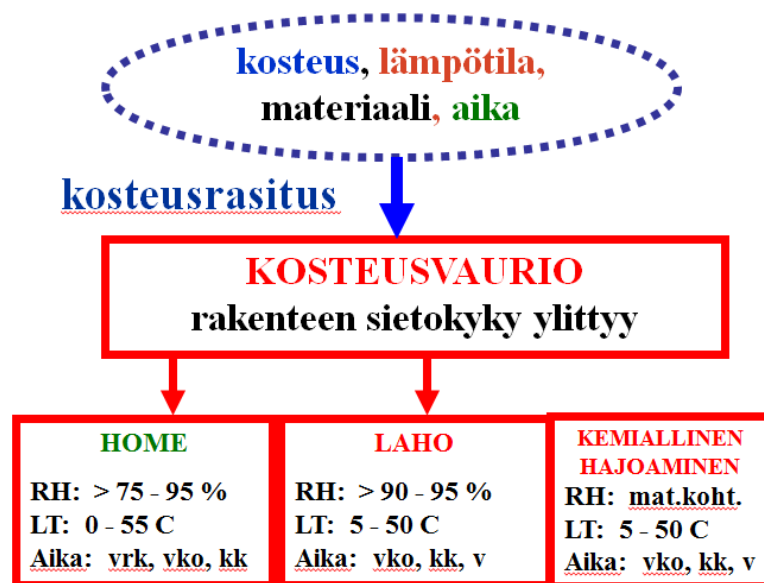 kosteus, lämpötila,
materiaali, aika
kosteusrasitus
KOSTEUSVAURIO
rakenteen sietokyky ylittyy
HOME
RH: > 75 - 95 %
LT: 0 - 55 C
Aika: vrk, vko, kk
LAHO
RH: > 90 - 95 %
LT: 5 - 50 C
Aika: vko, kk, v
KEMIALLINEN
HAJOAMINEN
RH: mat.koht.
LT: 5 - 50 C
Aika: vko, kk, v